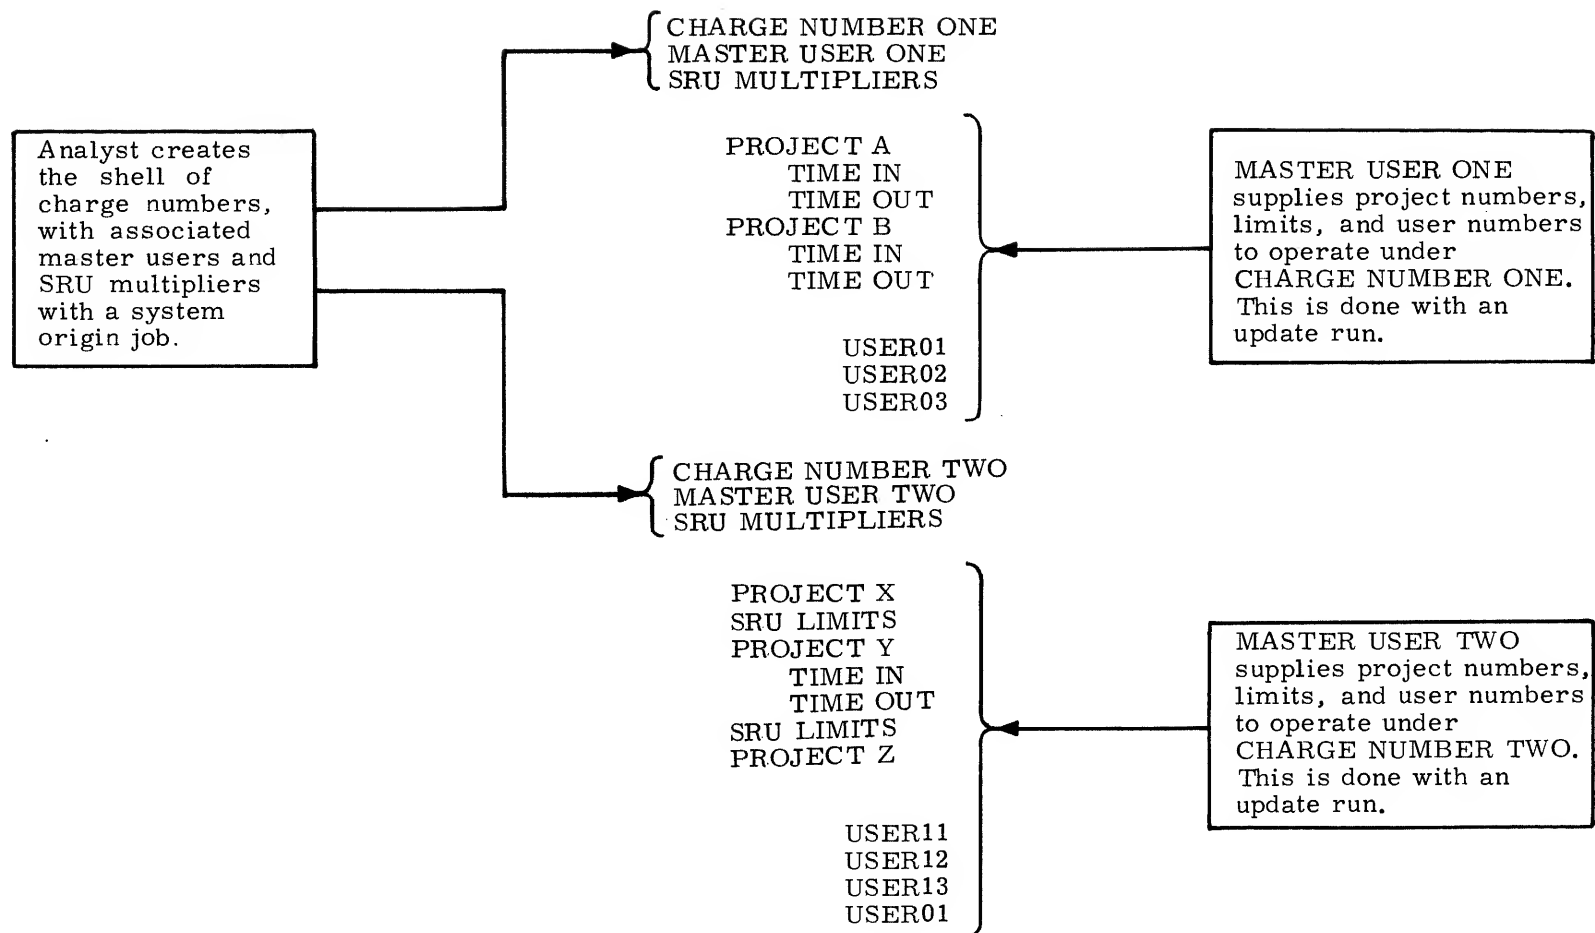 CHARGE NUMBER ONE
MASTER USER ONE
SRU MULTIPLIERS
Analyst creates
the shell of
charge numbers,
with associated
master users and
SRU multipliers
with a system
origin job.
PROJECT A
TIME IN
TIME OUT
PROJECT B
TIME IN
TIME OUT
USER01
USER02
USER03
MASTER USER ONE
supplies project numbers,
limits, and user numbers
to operate under
CHARGE NUMBER ONE.
This is done with an
update run.
CHARGE NUMBER TWO
MASTER USER TWO
SRU MULTIPLIERS
PROJECT X
SRU LIMITS
PROJECT Y
TIME IN
TIME OUT
SRU LIMITS
PROJECT Z
USER11
USER12
USER13
USER01
MASTER USER TWO
supplies project numbers,
limits, and user numbers
to operate under
CHARGE NUMBER TWO.
This is done with an
update run.